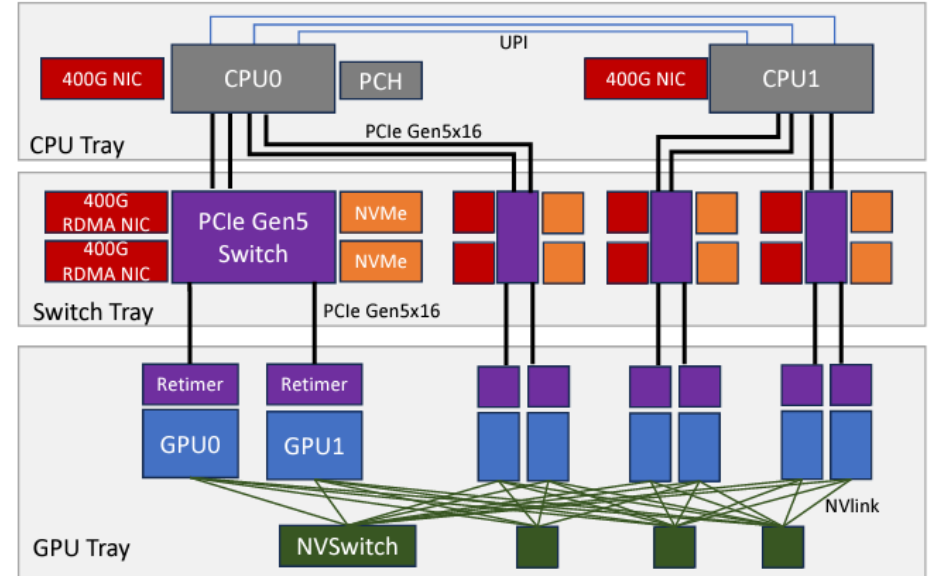 UPI
400G NIC
CPU0
PCH
400G NIC
CPU1
PCIe Gen5x16
CPU Tray
400G
RDMA NIC
400G
RDMA NIC
PCIe Gen5
Switch
NVMe
NVMe
Switch Tray
PCIe Gen5x16
Retimer
Retimer
GPU0
GPU1
NVlink
NVSwitch
GPU Tray